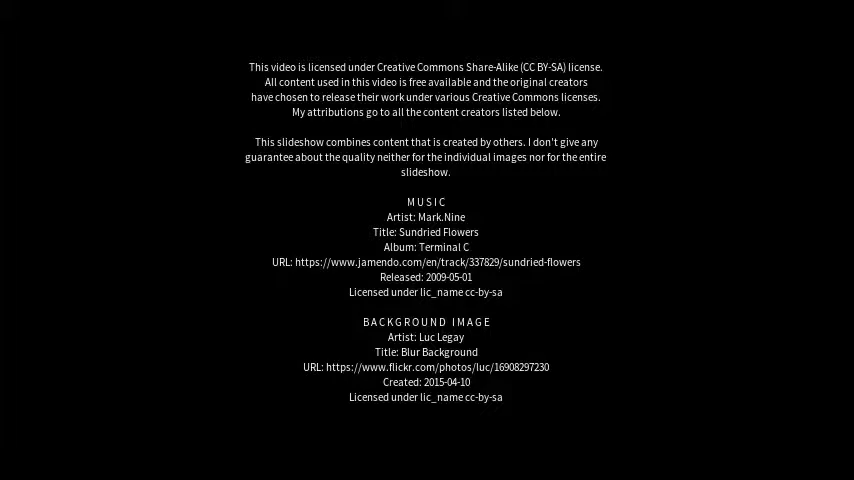 This video is licensed under Creative Commons Share-Alike (CC BY-SA) license.
All content used in this video is free available and the original creators
have chosen to release their work under various Creative Commons licenses.
My attributions go to all the content creators listed below.
This slideshow combines content that is created by others. I don't give any
guarantee about the quality neither for the individual images nor for the entire
slideshow.
MUSIC
Artist: Mark.Nine
Title: Sundried Flowers
Album: Terminal C
URL: https://www.jamendo.com/en/track/337829/sundried-flowers
Released: 2009-05-01
Licensed under lic_name cc-by-sa
BACKGROUND IMAGE
Artist: Luc Legay
Title: Blur Background
URL: https://www.flickr.com/photos/luc/16908297230
Created: 2015-04-10
Licensed under lic_name cc-by-sa